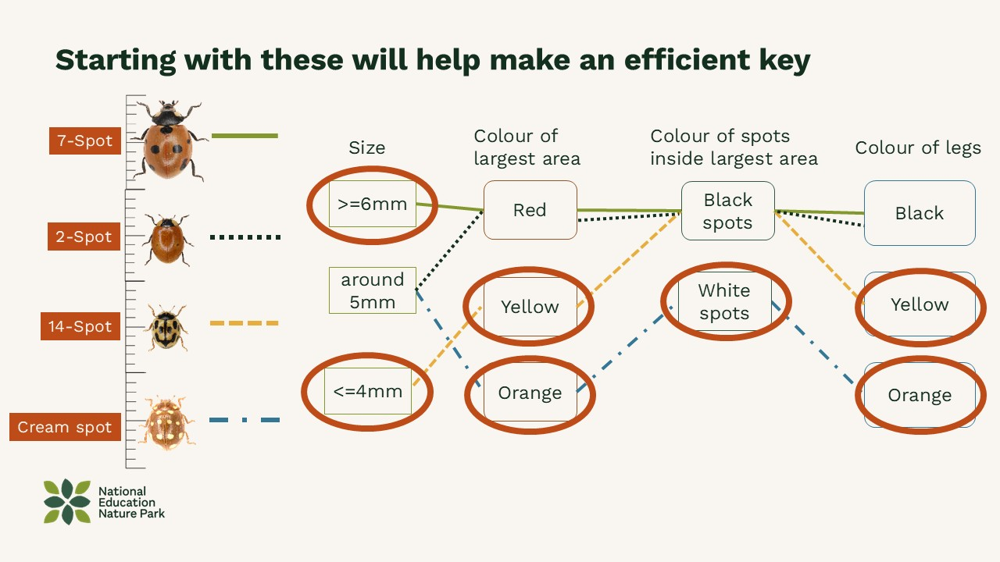 Starting with these will help make an efficient key
7-Spot
2-Spot
14-Spot
Cream spot
Size
>=6mm
around
5mm
<=4mm
Colour of
largest area
Red
Yellow
Orange
Colour of spots
inside largest area
Black
spots
White
spots
Colour of legs
Black
Yellow
Orange
National
Education
Nature Park